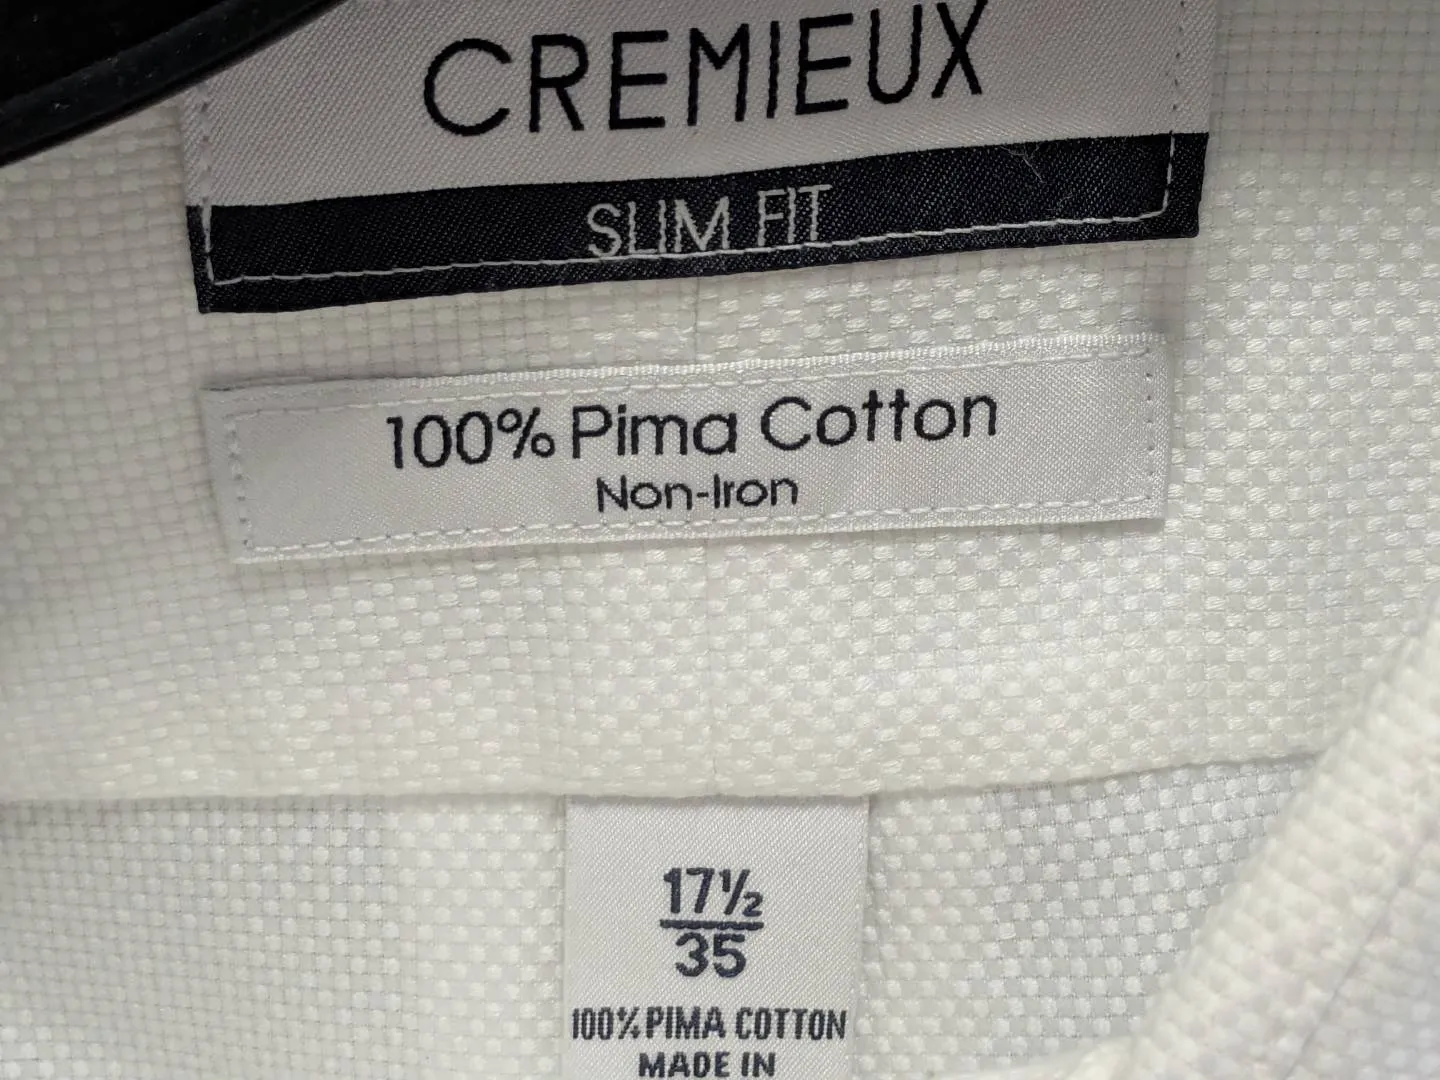 CREMIEUX
SLIM FIT
100% Pima Cotton
Non-Iron
17½
35
100% PIMA COTTON
MADE IN